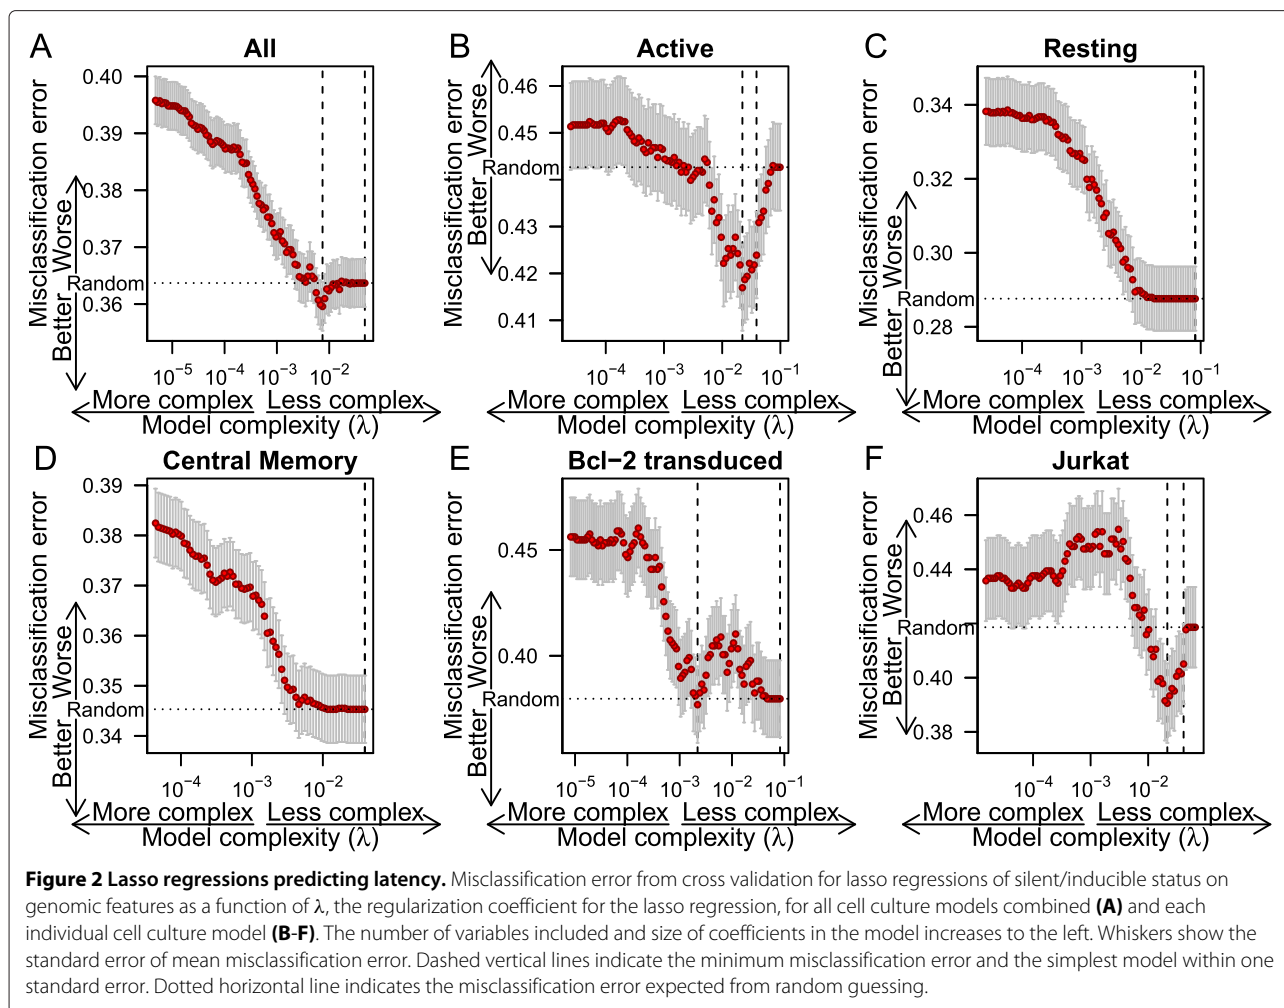 A
All
Misclassification error
Better Worse
0.40
0.39
0.38
0.37
0.36
Random
10−5 10−4 10−3 10−2
More complex Less complex
Model complexity (λ)
B
Active
Misclassification error
Better Worse
0.46
0.45
Random
0.43
0.42
0.41
10−4 10−3 10−2 10−1
More complex Less complex
Model complexity (λ)
C
Resting
Misclassification error
Better Worse
0.34
0.32
0.30
Random
0.28
10−4 10−3 10−2 10−1
More complex Less complex
Model complexity (λ)
D
Central Memory
Misclassification error
Better Worse
0.39
0.38
0.37
0.36
0.35
Random
0.34
10−4 10−3 10−2
More complex Less complex
Model complexity (λ)
E
Bcl−2 transduced
Misclassification error
Better Worse
0.45
0.40
Random
10−5 10−4 10−3 10−2 10−1
More complex Less complex
Model complexity (λ)
F
Jurkat
Misclassification error
Better Worse
0.46
0.44
Random
0.40
0.38
10−4 10−3 10−2
More complex Less complex
Model complexity (λ)
Figure 2 Lasso regressions predicting latency. Misclassification error from cross validation for lasso regressions of silent/inducible status on
genomic features as a function of λ, the regularization coefficient for the lasso regression, for all cell culture models combined (A) and each
individual cell culture model (B-F). The number of variables included and size of coefficients in the model increases to the left. Whiskers show the
standard error of mean misclassification error. Dashed vertical lines indicate the minimum misclassification error and the simplest model within one
standard error. Dotted horizontal line indicates the misclassification error expected from random guessing.